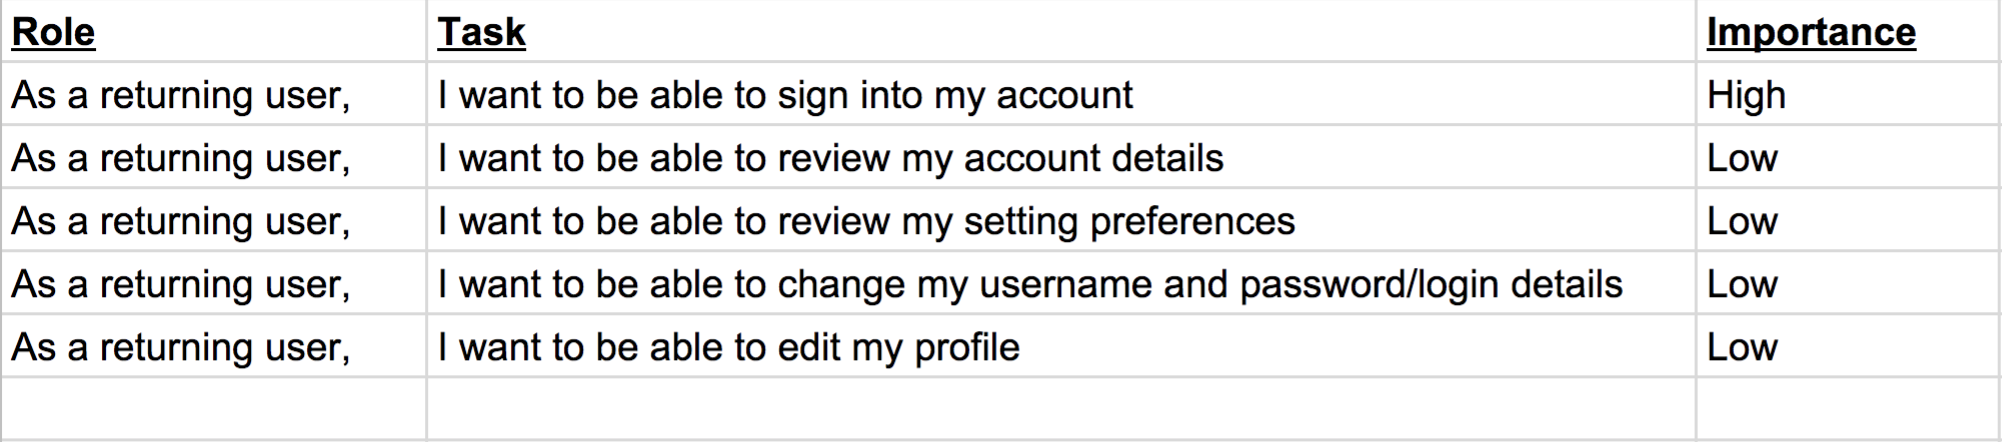 Role Task Importance
As a returning user, I want to be able to sign into my account High
As a returning user, I want to be able to review my account details Low
As a returning user, I want to be able to review my setting preferences Low
As a returning user, I want to be able to change my username and password/login details Low
As a returning user, I want to be able to edit my profile Low